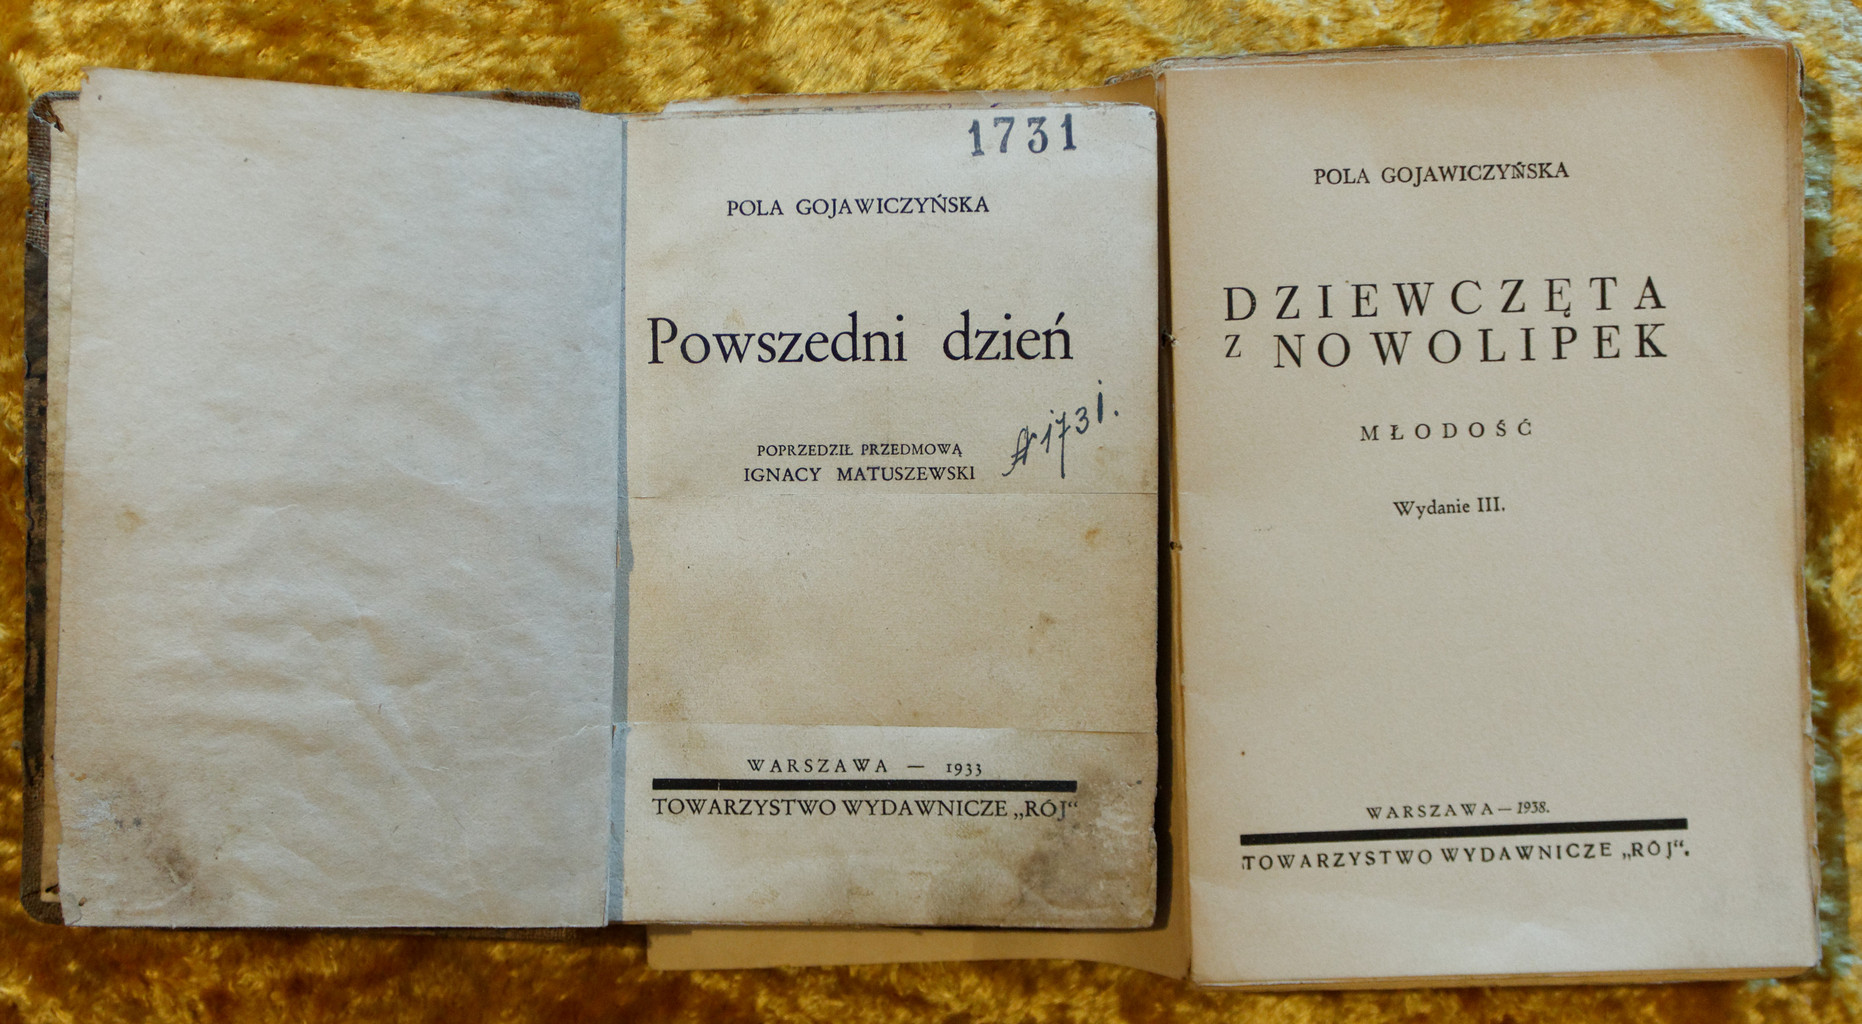 1731
POLA GOJAWICZYŃSKA
Powszedni dzień
1731.
POPRZEDZIŁ PRZEDMOWĄ
IGNACY MATUSZEWSKI
WARSZAWA — 1933
TOWARZYSTWO WYDAWNICZE „RÓJ“
POLA GOJAWICZYŃSKA
DZIEWCZĘTA
Z NOWOLIPEK
MŁODOŚĆ
Wydanie III.
WARSZAWA — 1938.
TOWARZYSTWO WYDAWNICZE „RÓJ“.